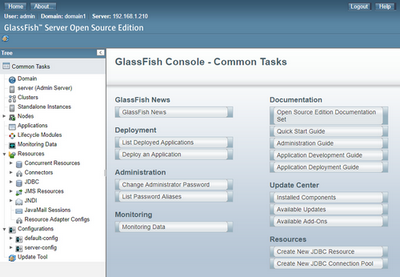 Home
About...
Logout
Help
User: admin Domain: domain1 Server: 192.168.1.210
GlassFish™ Server Open Source Edition
Tree
Common Tasks
Domain
server (Admin Server)
Clusters
Standalone Instances
Nodes
Applications
Lifecycle Modules
Monitoring Data
Resources
Concurrent Resources
Connectors
JDBC
JMS Resources
JNDI
JavaMail Sessions
Resource Adapter Configs
Configurations
default-config
server-config
Update Tool
GlassFish Console - Common Tasks
GlassFish News
GlassFish News
Deployment
List Deployed Applications
Deploy an Application
Administration
Change Administrator Password
List Password Aliases
Monitoring
Monitoring Data
Documentation
Open Source Edition Documentation
Set
Quick Start Guide
Administration Guide
Application Development Guide
Application Deployment Guide
Update Center
Installed Components
Available Updates
Available Add-Ons
Resources
Create New JDBC Resource
Create New JDBC Connection Pool